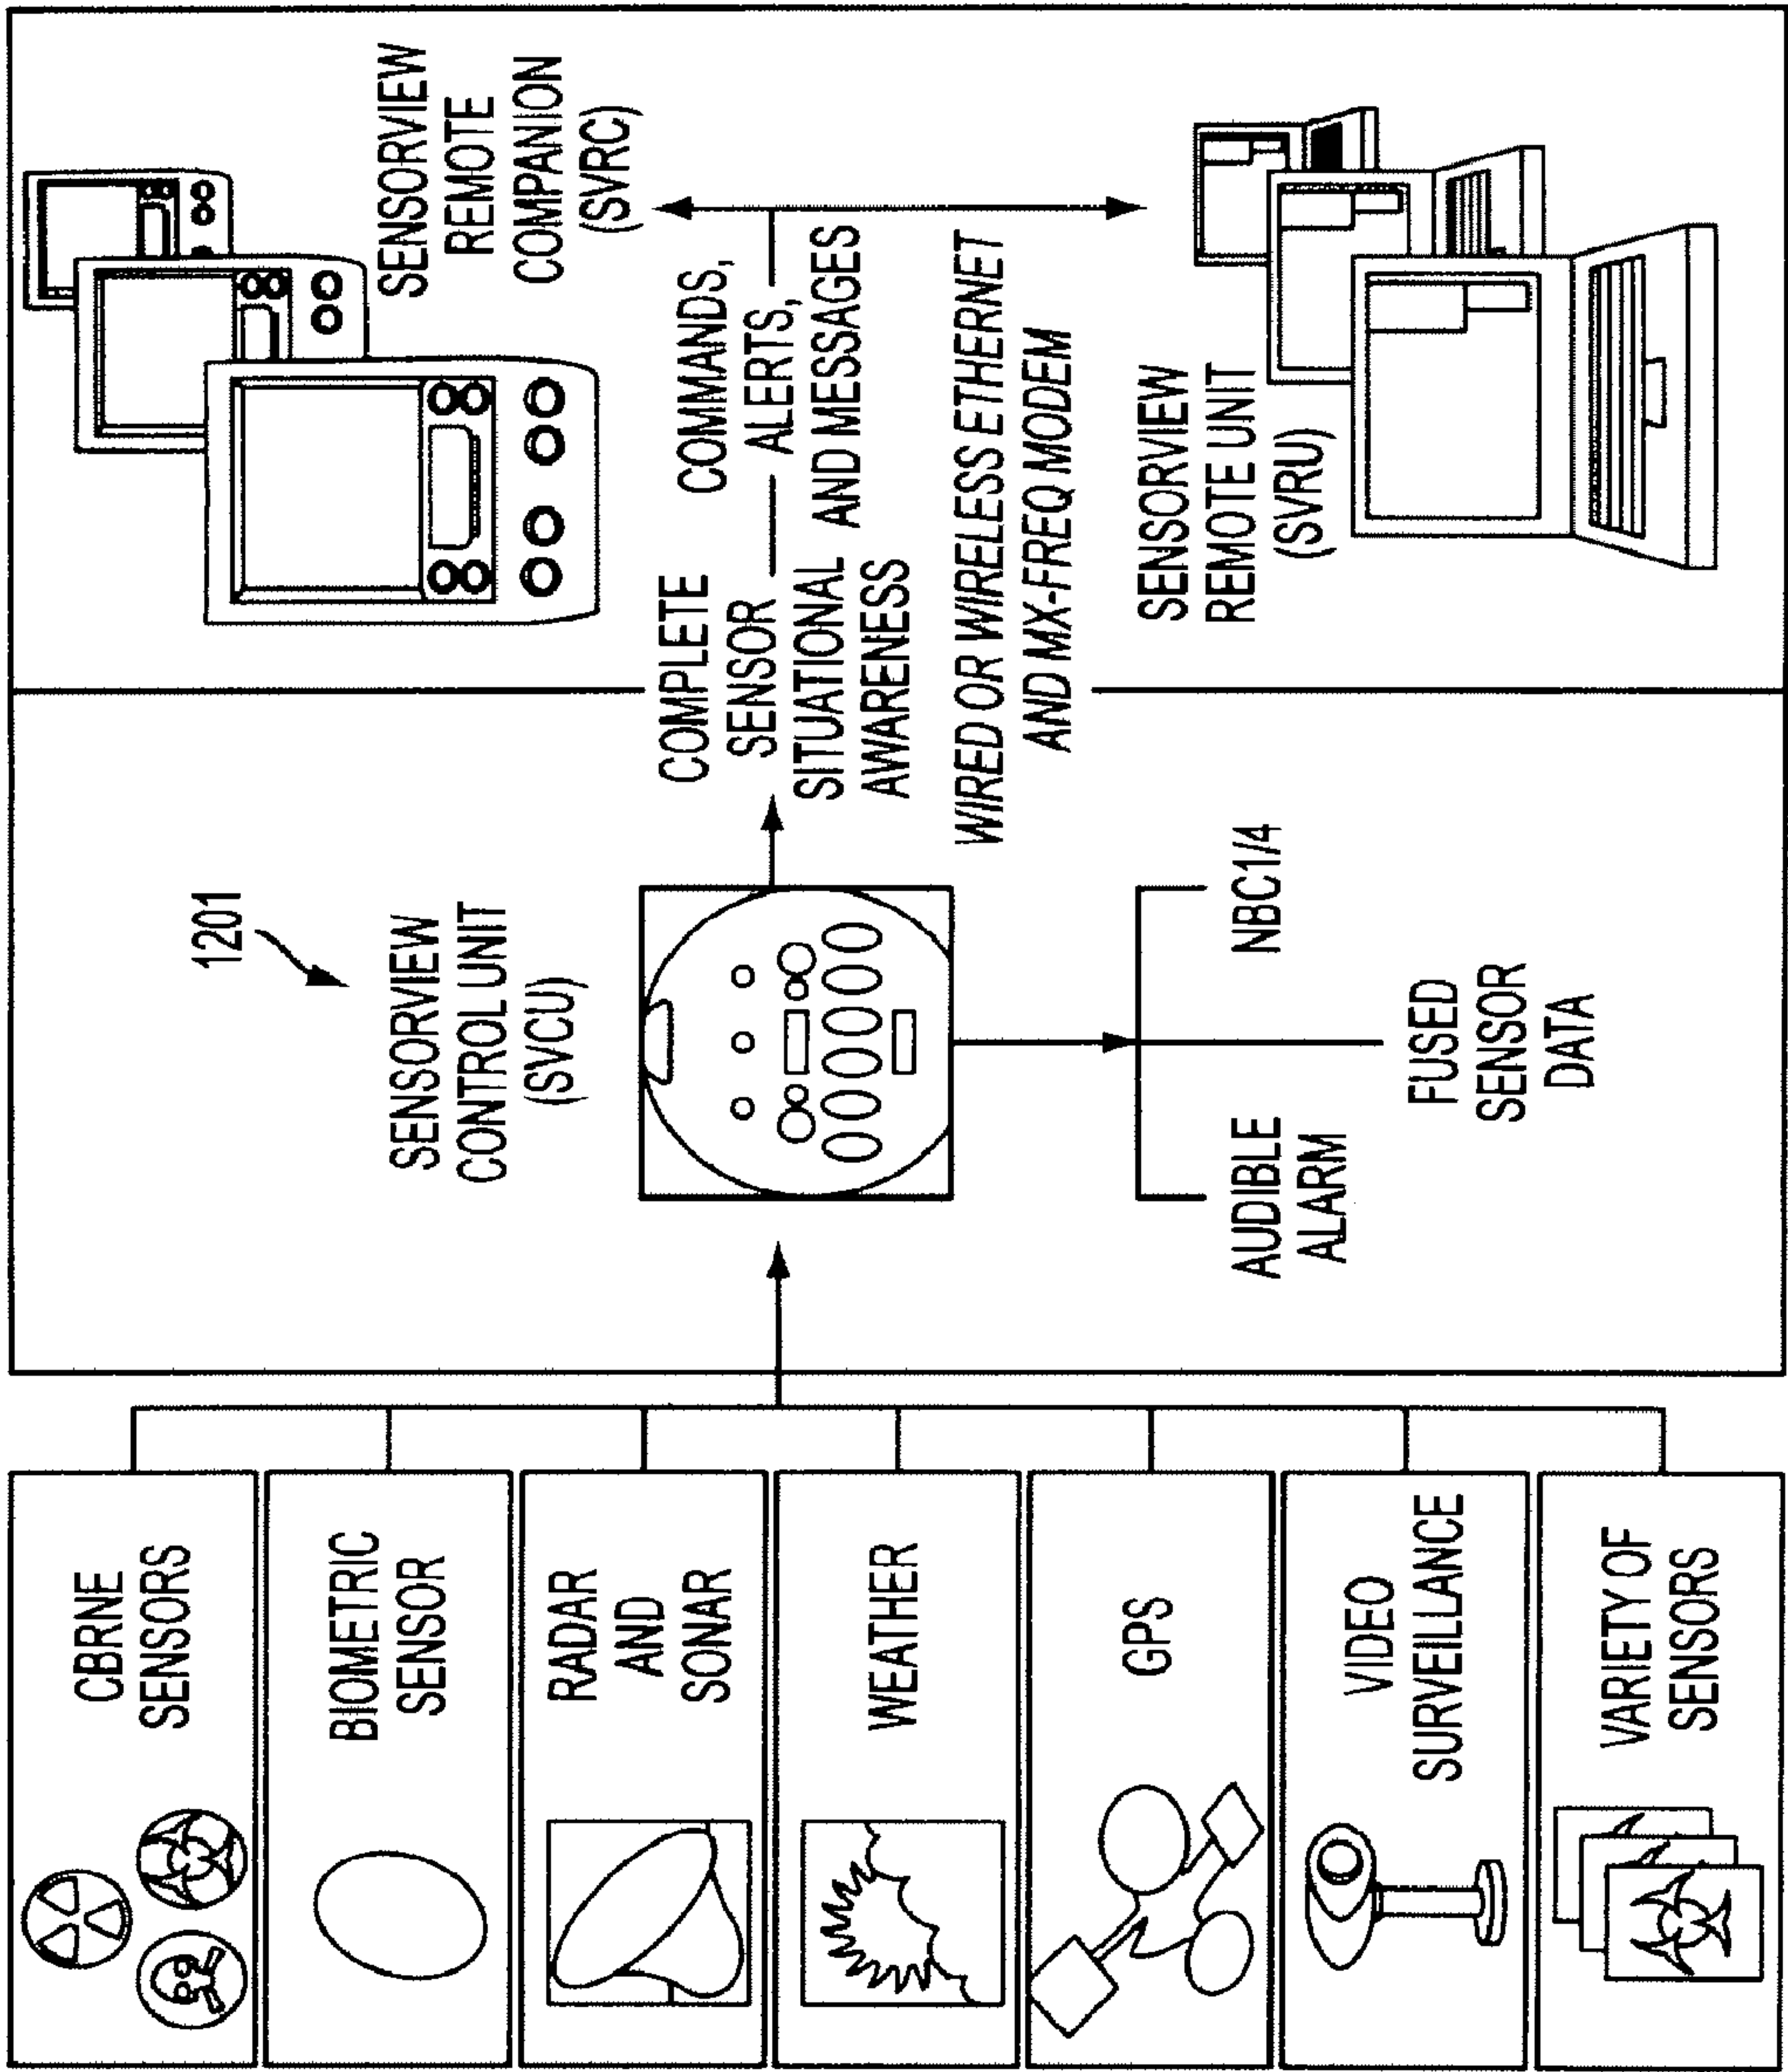 CBRNE
SENSORS
BIOMETRIC
SENSOR
RADAR
AND
SONAR
WEATHER
GPS
VIDEO
SURVEILLANCE
VARIETY OF
SENSORS
1201
SENSORVIEW
CONTROL UNIT
(SVCU)
AUDIBLE
ALARM
FUSED
SENSOR
DATA
NBC1/4
COMPLETE
SENSOR
SITUATIONAL
AWARENESS
COMMANDS,
ALERTS,
AND MESSAGES
WIRED OR WIRELESS ETHERNET
AND MX-FREQ MODEM
SENSORVIEW
REMOTE
COMPANION
(SVRC)
SENSORVIEW
REMOTE UNIT
(SVRU)